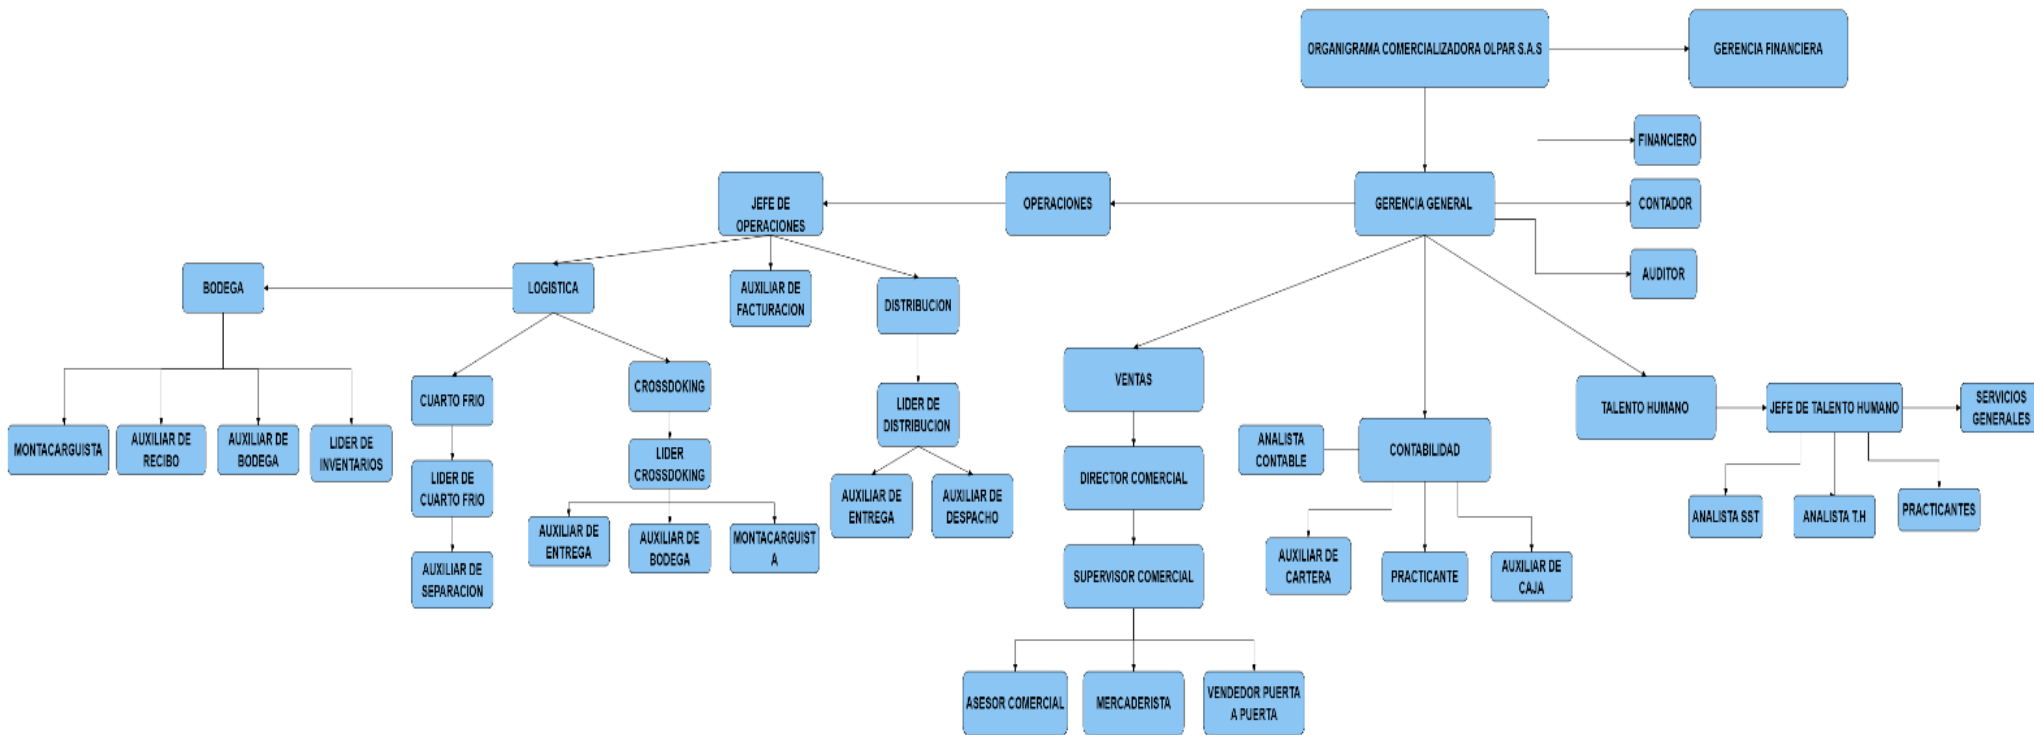 ORGANIGRAMA COMERCIALIZADORA OLPAR S.A.S
GERENCIA FINANCIERA
FINANCIERO
JEFE DE
OPERACIONES
OPERACIONES
GERENCIA GENERAL
CONTADOR
AUDITOR
BODEGA
LOGISTICA
AUXILIAR DE
FACTURACION
DISTRIBUCION
VENTAS
CUARTO FRIO
CROSSDOKING
TALENTO HUMANO
JEFE DE TALENTO HUMANO
SERVICIOS
GENERALES
MONTACARGUISTA
AUXILIAR DE
RECIBO
AUXILIAR DE
BODEGA
LIDER DE
INVENTARIOS
LIDER DE
DISTRIBUCION
ANALISTA
CONTABLE
CONTABILIDAD
LIDER DE
CUARTO FRIO
LIDER
CROSSDOKING
DIRECTOR COMERCIAL
AUXILIAR DE
ENTREGA
AUXILIAR DE
DESPACHO
ANALISTA SST
ANALISTA T.H
PRACTICANTES
AUXILIAR DE
SEPARACION
AUXILIAR DE
ENTREGA
AUXILIAR DE
BODEGA
MONTACARGUIST
A
SUPERVISOR COMERCIAL
AUXILIAR DE
CARTERA
PRACTICANTE
AUXILIAR DE
CAJA
ASESOR COMERCIAL
MERCADERISTA
VENDEDOR PUERTA
A PUERTA